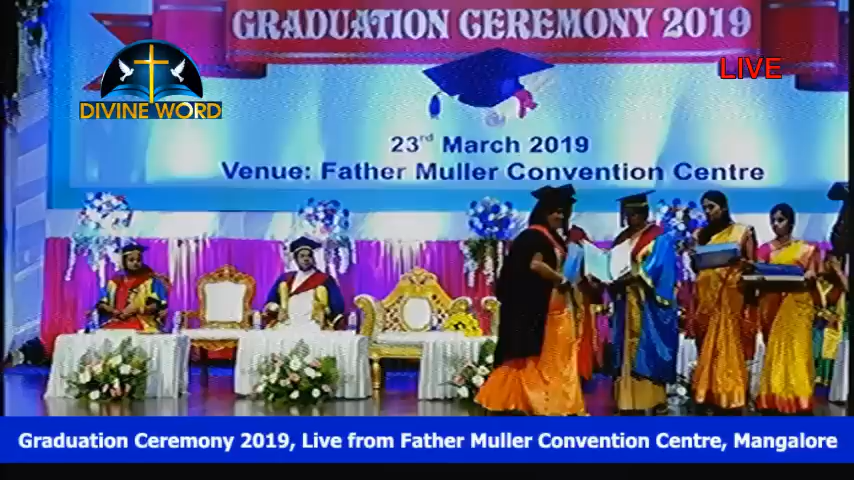 GRADUATION CEREMONY 2019
LIVE
DIVINE WORD
23rd March 2019
Venue: Father Muller Convention Centre
Graduation Ceremony 2019, Live from Father Muller Convention Centre, Mangalore